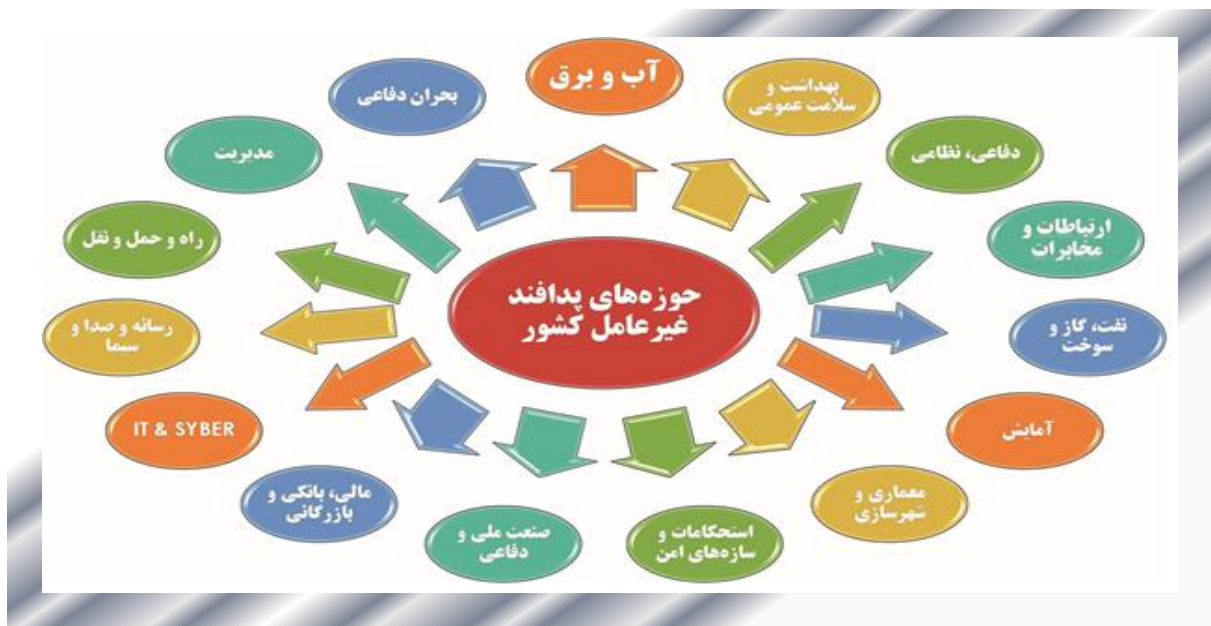 حوزه‌های پدافند
غیرعامل کشور
آب و برق
بهداشت و
سلامت عمومی
دفاعی، نظامی
ارتباطات و
مخابرات
نفت، گاز و
سوخت
آمایش
معماری و
شهرسازی
استحکامات و
سازه‌های امن
صنعت ملی و
دفاعی
مالی، بانکی و
بازرگانی
IT & SYBER
رسانه و صدا و
سیما
راه و حمل و نقل
مدیریت
بحران دفاعی